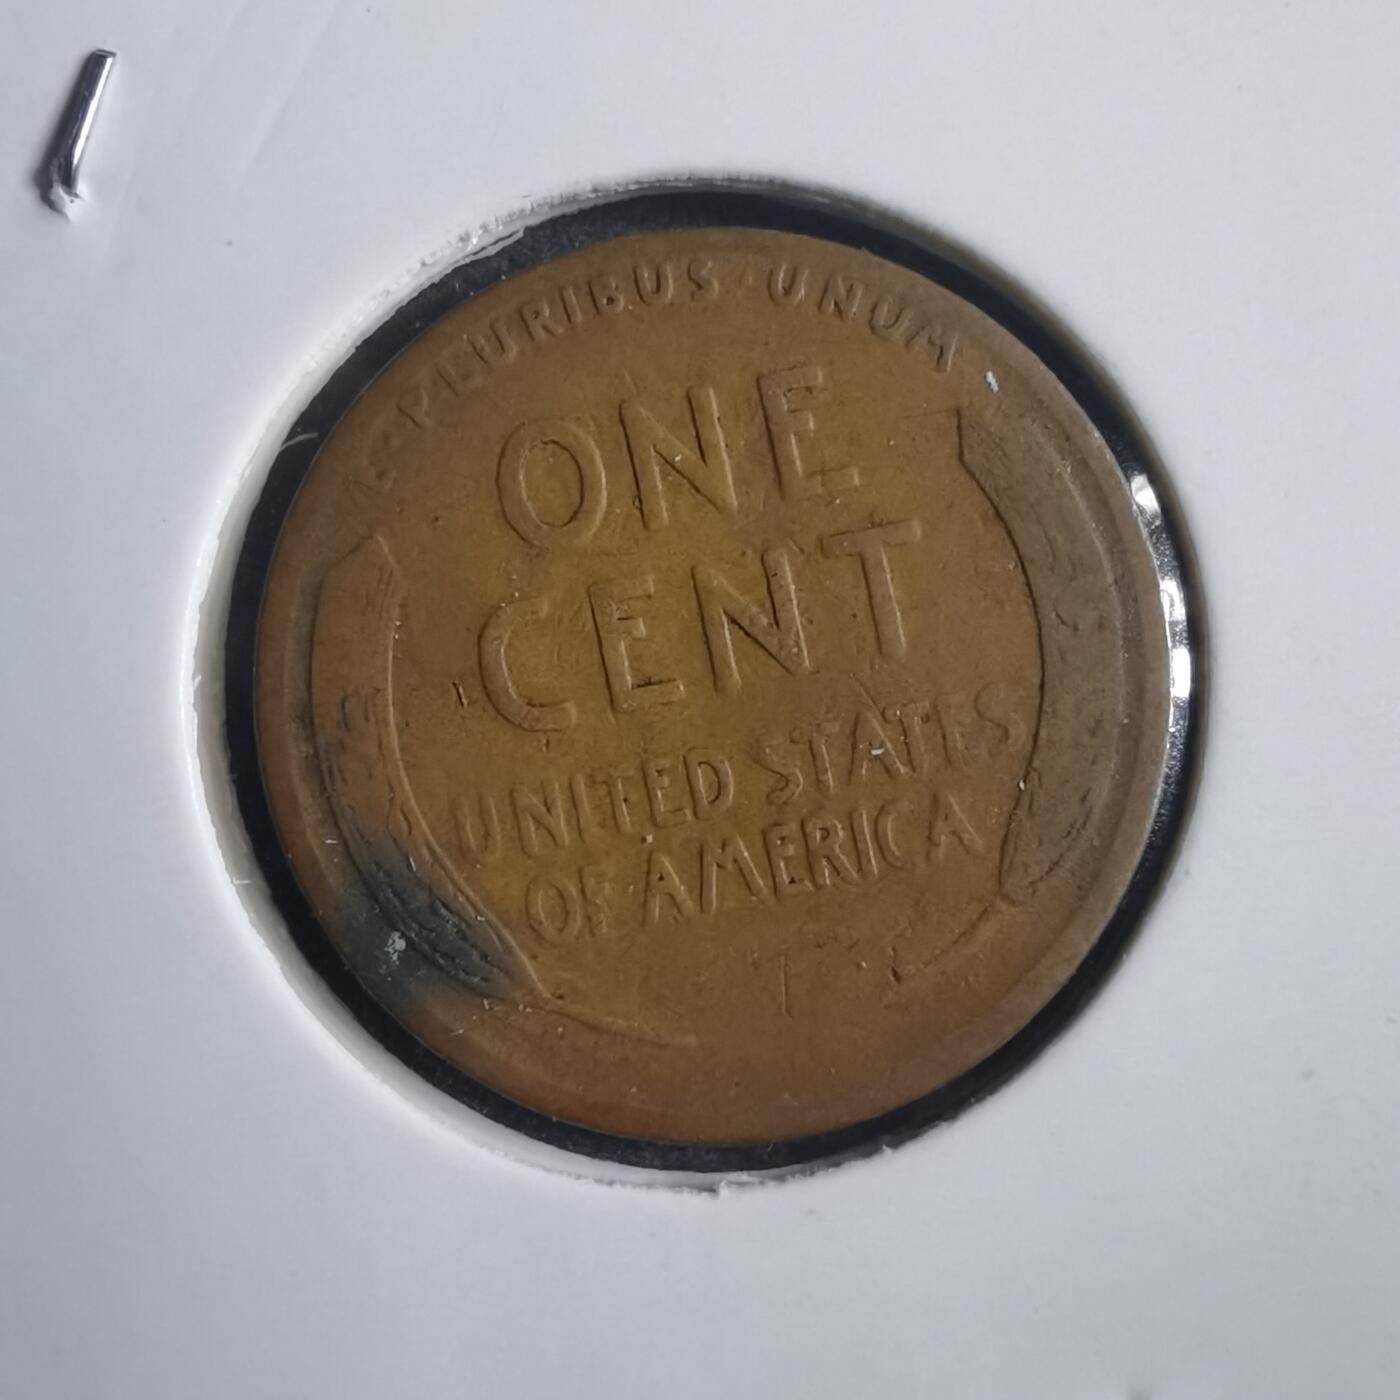 E · PLURIBUS · UNUM
ONE
CENT
UNITED STATES
OF AMERICA